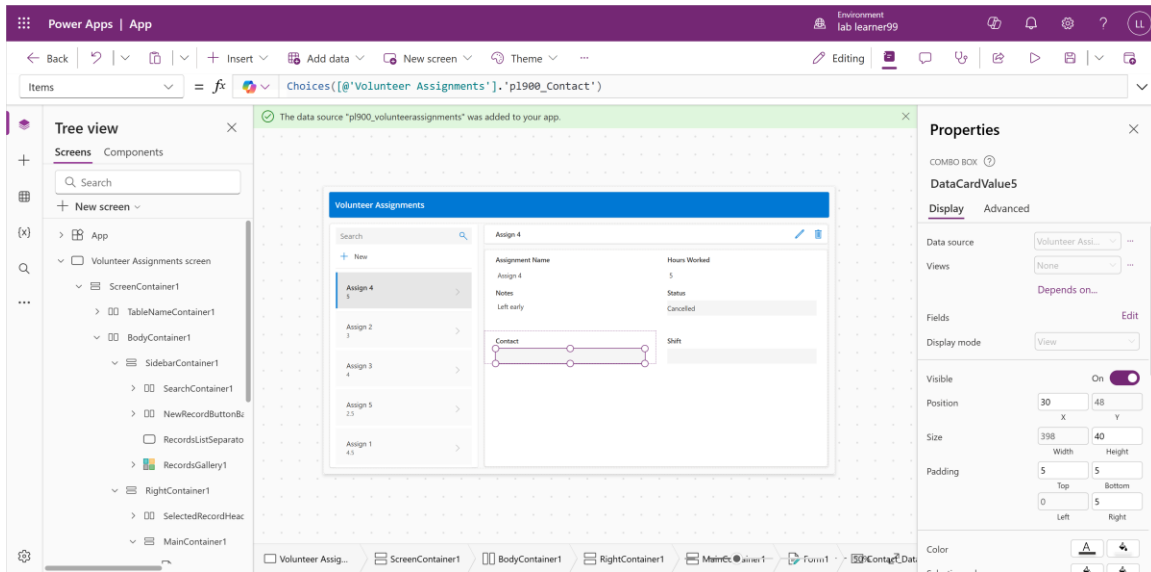 Power Apps | App
Environment
lab learner99
LL
Back
Insert
Add data
New screen
Theme
Editing
Items
= fx
Choices([@'Volunteer Assignments'].'pl900_Contact')
Tree view
Screens
Components
Search
New screen
App
Volunteer Assignments screen
ScreenContainer1
TableNameContainer1
BodyContainer1
SidebarContainer1
SearchContainer1
NewRecordButtonBa
RecordsListSeparato
RecordsGallery1
RightContainer1
SelectedRecordHeac
MainContainer1
The data source "pl900_volunteerassignments" was added to your app.
Volunteer Assignments
Search
New
Assign 4
5
Assign 2
3
Assign 3
4
Assign 5
2.5
Assign 1
4.5
Assign 4
Assignment Name
Assign 4
Hours Worked
5
Notes
Left early
Status
Cancelled
Contact
Shift
Volunteer Assig...
ScreenContainer1
BodyContainer1
RightContainer1
Form1
Properties
COMBO BOX
DataCardValue5
Display
Advanced
Data source
Volunteer Assi...
Views
None
Depends on...
Fields
Edit
Display mode
View
Visible
On
Position
30
48
X
Y
Size
398
40
Width
Height
Padding
5
5
Top
Bottom
0
5
Left
Right
Color
A